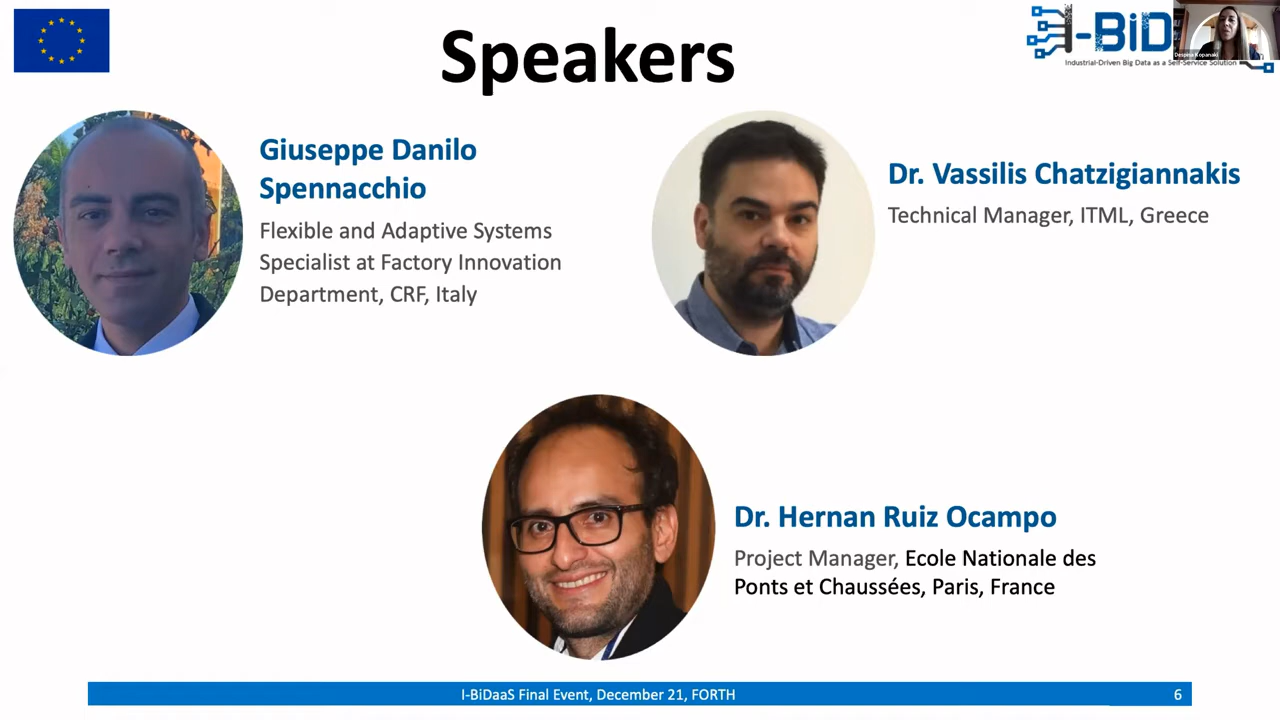 Speakers
I-BiD
Industrial-Driven Big Data as a Self-Service Solution
Despina Kopanaki
Giuseppe Danilo
Spennacchio
Flexible and Adaptive Systems
Specialist at Factory Innovation
Department, CRF, Italy
Dr. Vassilis Chatzigiannakis
Technical Manager, ITML, Greece
Dr. Hernan Ruiz Ocampo
Project Manager, Ecole Nationale des
Ponts et Chaussées, Paris, France
I-BiDaaS Final Event, December 21, FORTH
6